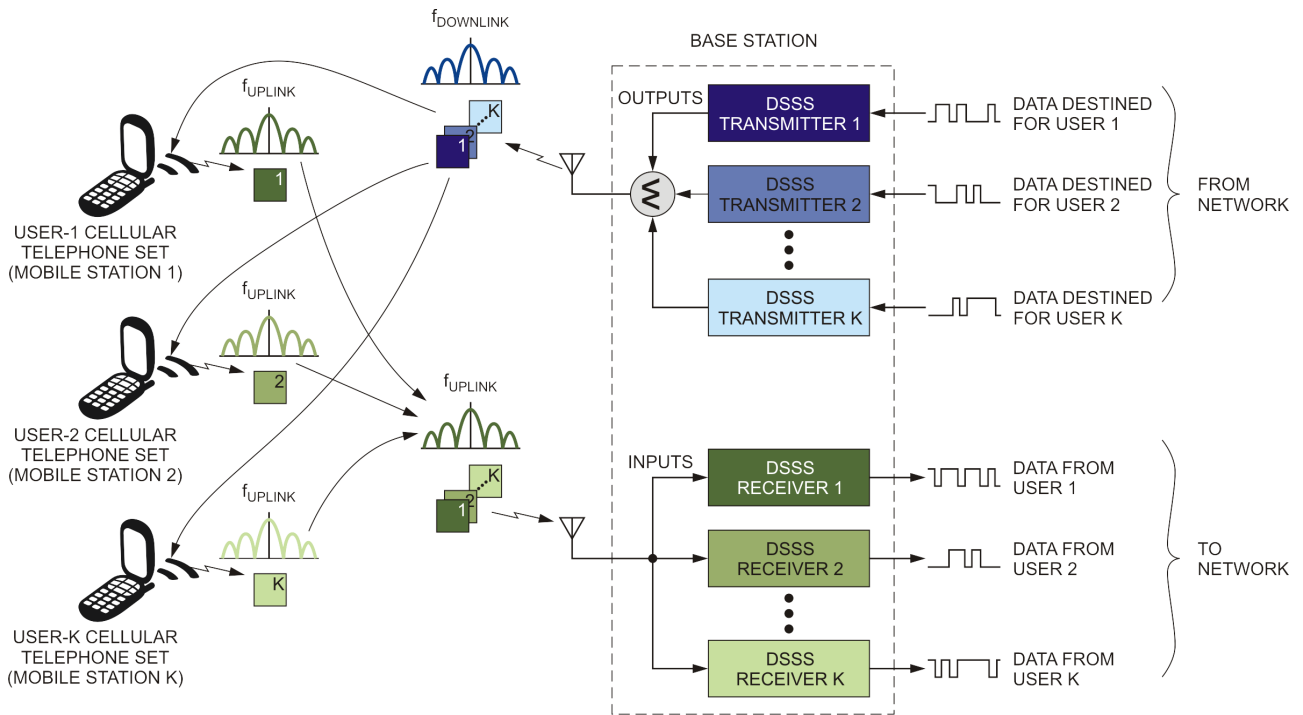 fDOWNLINK
BASE STATION
fUPLINK
OUTPUTS
DSSS
TRANSMITTER 1
DATA DESTINED
FOR USER 1
K
2
1
1
DSSS
TRANSMITTER 2
DATA DESTINED
FOR USER 2
FROM
NETWORK
Σ
USER-1 CELLULAR
TELEPHONE SET
(MOBILE STATION 1)
fUPLINK
DSSS
TRANSMITTER K
DATA DESTINED
FOR USER K
2
fUPLINK
USER-2 CELLULAR
TELEPHONE SET
(MOBILE STATION 2)
INPUTS
DSSS
RECEIVER 1
DATA FROM
USER 1
K
2
1
fUPLINK
DSSS
RECEIVER 2
DATA FROM
USER 2
TO
NETWORK
K
USER-K CELLULAR
TELEPHONE SET
(MOBILE STATION K)
DSSS
RECEIVER K
DATA FROM
USER K